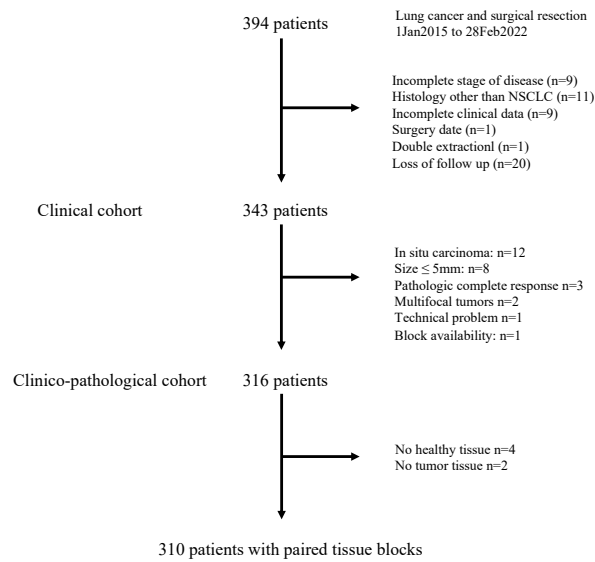 394 patients
Lung cancer and surgical resection
1Jan2015 to 28Feb2022
Incomplete stage of disease (n=9)
Histology other than NSCLC (n=11)
Incomplete clinical data (n=9)
Surgery date (n=1)
Double extractionl (n=1)
Loss of follow up (n=20)
Clinical cohort
343 patients
In situ carcinoma: n=12
Size ≤ 5mm: n=8
Pathologic complete response n=3
Multifocal tumors n=2
Technical problem n=1
Block availability: n=1
Clinico-pathological cohort
316 patients
No healthy tissue n=4
No tumor tissue n=2
310 patients with paired tissue blocks